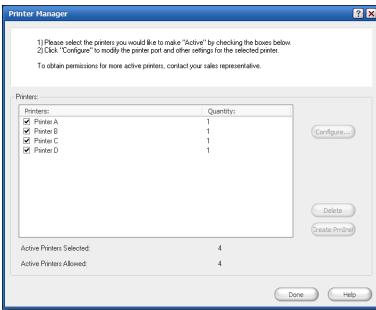 Printer Manager
1) Please select the printers you would like to make "Active" by checking the boxes below.
2) Click "Configure" to modify the printer port and other settings for the selected printer.
To obtain permissions for more active printers, contact your sales representative.
Printers:
Printers: Quantity:
Printer A 1
Printer B 1
Printer C 1
Printer D 1
Configure...
Delete
Active Printers Selected: 4
Active Printers Allowed: 4
Done Help